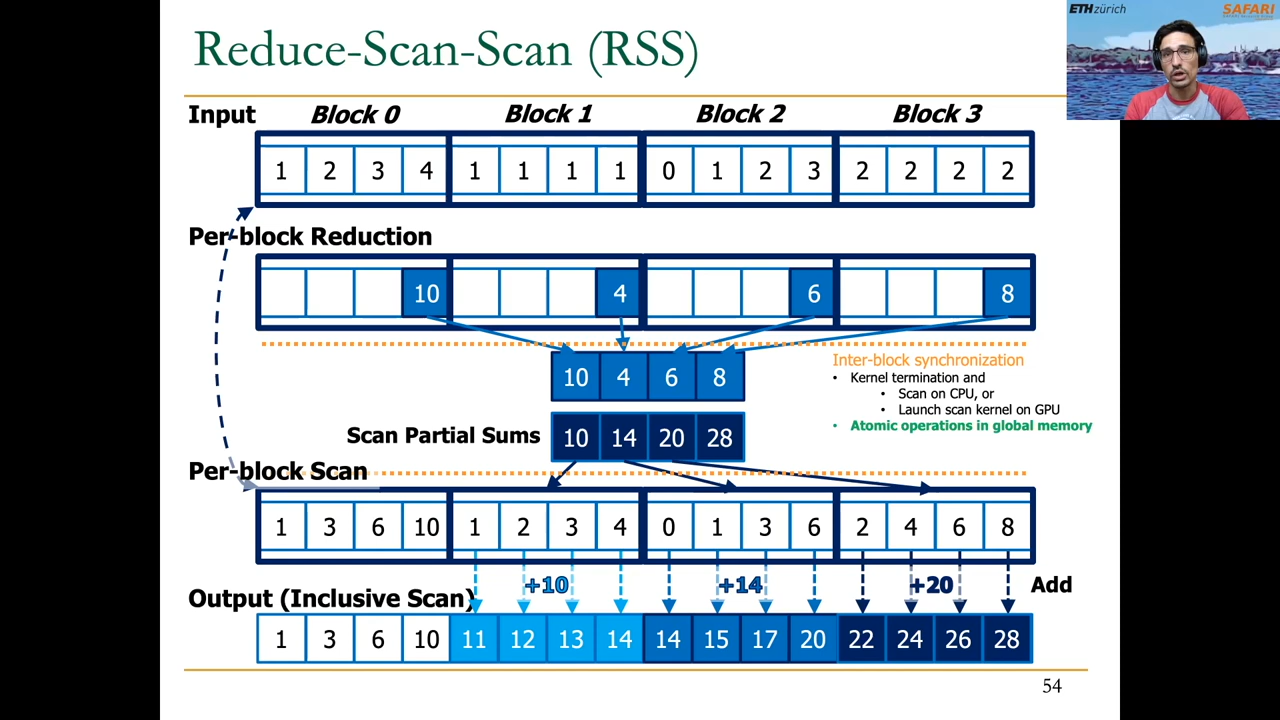 ETHzürich
SAFARI
Reduce-Scan-Scan (RSS)
Input Block 0 Block 1 Block 2 Block 3
1 2 3 4 1 1 1 1 0 1 2 3 2 2 2 2
Per-block Reduction
10 4 6 8
Inter-block synchronization
10 4 6 8
• Kernel termination and
• Scan on CPU, or
• Launch scan kernel on GPU
• Atomic operations in global memory
Scan Partial Sums 10 14 20 28
Per-block Scan
1 3 6 10 1 2 3 4 0 1 3 6 2 4 6 8
+10 +14 +20 Add
Output (Inclusive Scan)
1 3 6 10 11 12 13 14 14 15 17 20 22 24 26 28
54